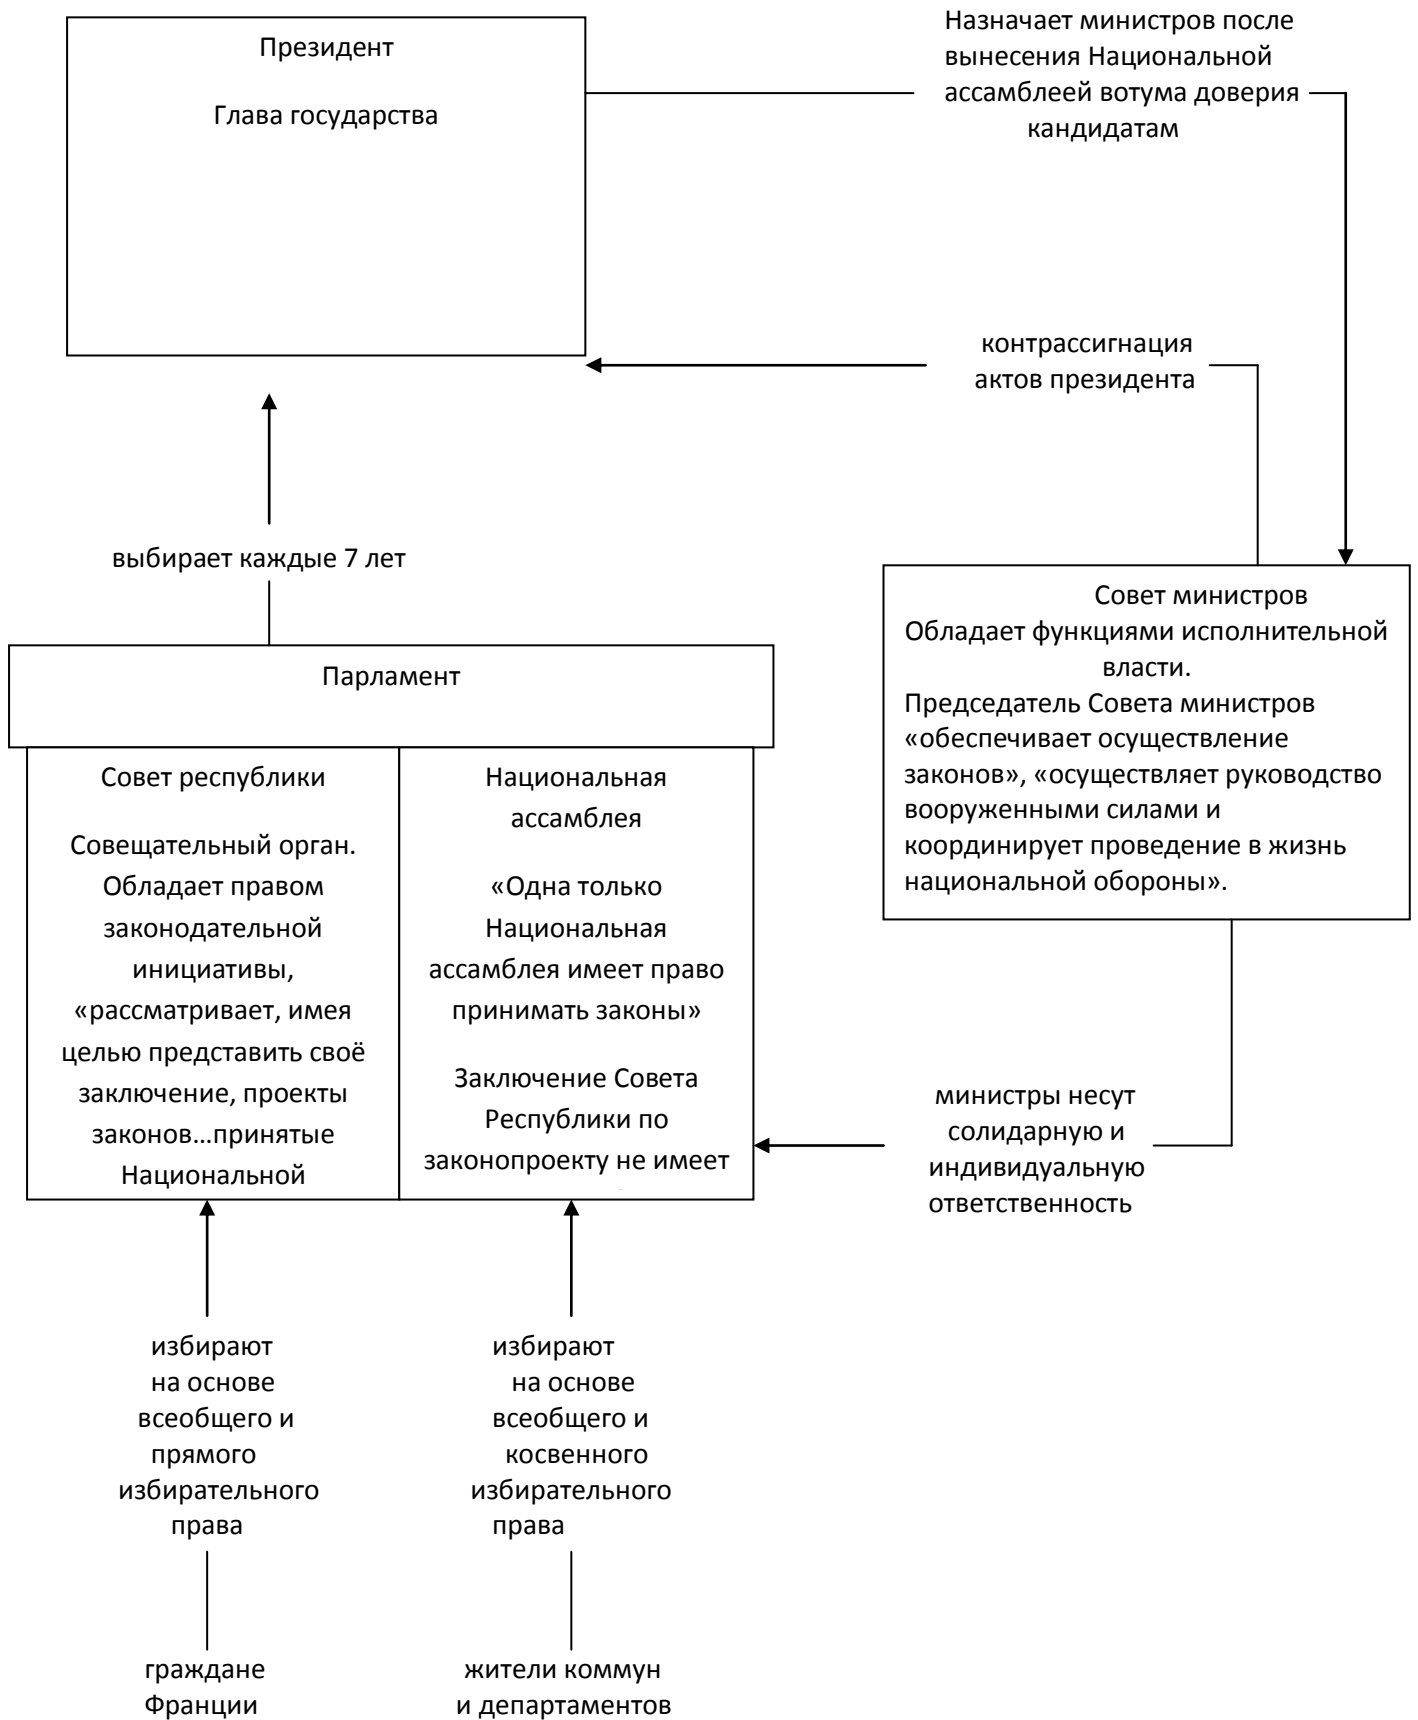 Президент
Глава государства
Назначает министров после
вынесения Национальной
ассамблеей вотума доверия
кандидатам
контрассигнация
актов президента
выбирает каждые 7 лет
Совет министров
Обладает функциями исполнительной
власти.
Председатель Совета министров
«обеспечивает осуществление
законов», «осуществляет руководство
вооруженными силами и
координирует проведение в жизнь
национальной обороны».
Парламент
Совет республики
Совещательный орган.
Обладает правом
законодательной
инициативы,
«рассматривает, имея
целью представить своё
заключение, проекты
законов…принятые
Национальной
Национальная
ассамблея
«Одна только
Национальная
ассамблея имеет право
принимать законы»
Заключение Совета
Республики по
законопроекту не имеет
министры несут
солидарную и
индивидуальную
ответственность
избирают
на основе
всеобщего и
прямого
избирательного
права
избирают
на основе
всеобщего и
косвенного
избирательного
права
граждане
Франции
жители коммун
и департаментов